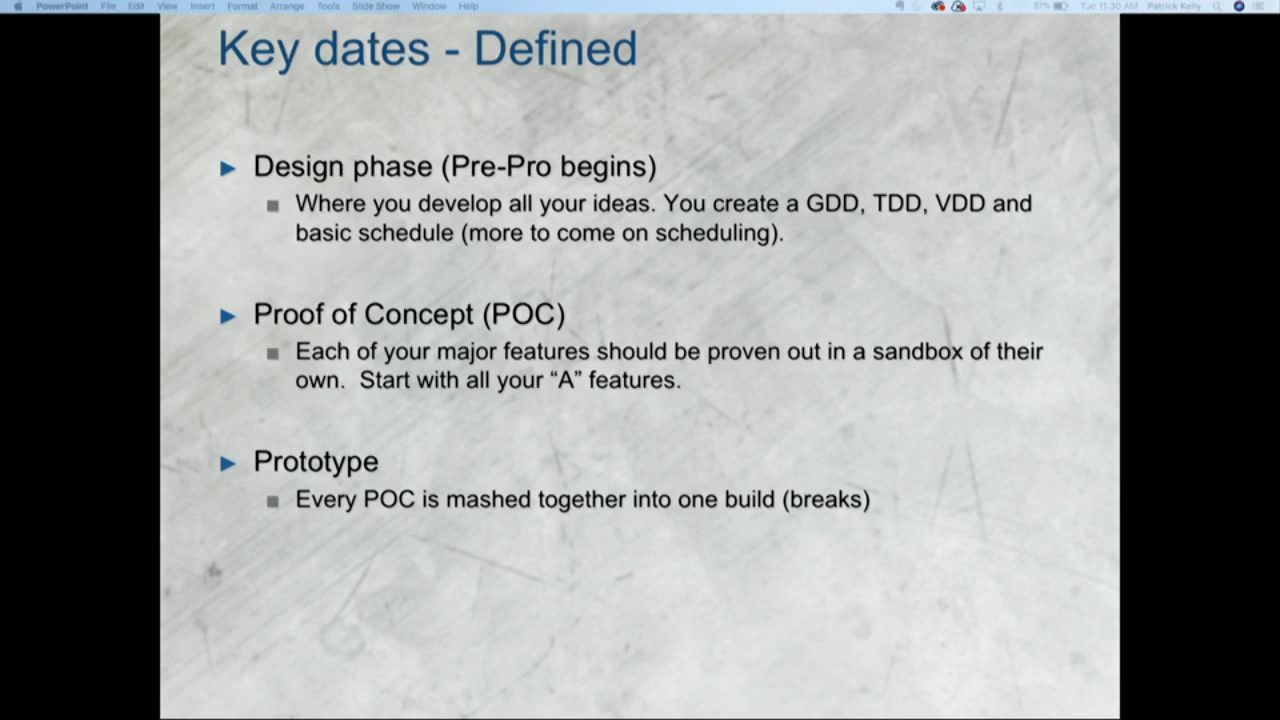 PowerPoint File Edit View Insert Format Arrange Tools Slide Show Window Help 87% Tue 11:30 AM Patrick Kelly
Key dates - Defined
Design phase (Pre-Pro begins)
Where you develop all your ideas. You create a GDD, TDD, VDD and
basic schedule (more to come on scheduling).
Proof of Concept (POC)
Each of your major features should be proven out in a sandbox of their
own. Start with all your “A” features.
Prototype
Every POC is mashed together into one build (breaks)